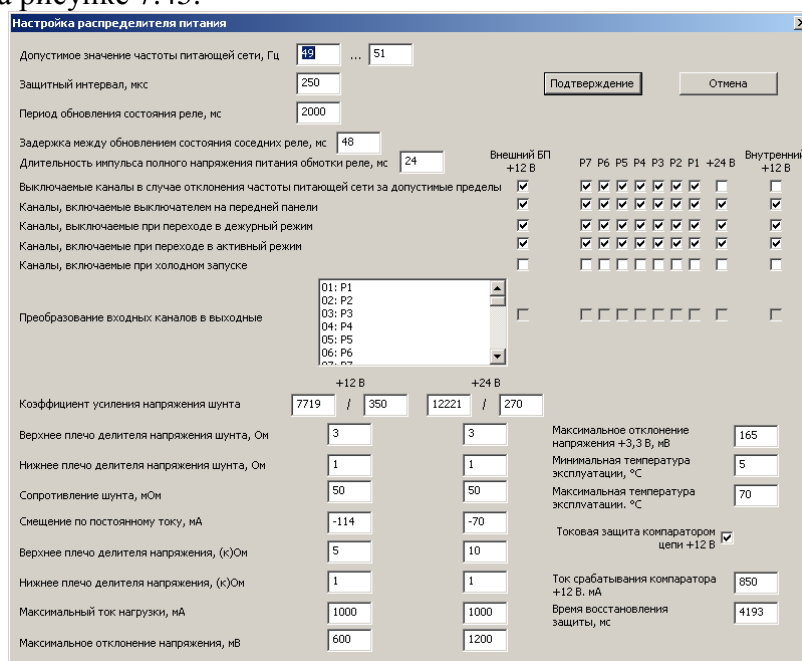 а рисунке 7.43.
Настройка распределителя питания
Допустимое значение частоты питающей сети, Гц 49 ... 51
Защитный интервал, мкс 250
Подтверждение Отмена
Период обновления состояния реле, мс 2000
Задержка между обновлением состояния соседних реле, мс 48
Длительность импульса полного напряжения питания обмотки реле, мс 24
Внешний БП +12 В P7 P6 P5 P4 P3 P2 P1 +24 В Внутренний +12 В
Выключаемые каналы в случае отклонения частоты питающей сети за допустимые пределы
Каналы, включаемые выключателем на передней панели
Каналы, выключаемые при переходе в дежурный режим
Каналы, включаемые при переходе в активный режим
Каналы, включаемые при холодном запуске
01: P1
02: P2
03: P3
Преобразование входных каналов в выходные
04: P4
05: P5
06: P6
07: P7
+12 В +24 В
Коэффициент усиления напряжения шунта 7719 / 350 12221 / 270
Верхнее плечо делителя напряжения шунта, Ом 3 3
Максимальное отклонение напряжения +3,3 В, мВ 165
Нижнее плечо делителя напряжения шунта, Ом 1 1
Минимальная температура эксплуатации, °C 5
Сопротивление шунта, мОм 50 50
Максимальная температура эксплуатации. °C 70
Смещение по постоянному току, мА -114 -70
Токовая защита компаратором цепи +12 В
Верхнее плечо делителя напряжения, (к)Ом 5 10
Нижнее плечо делителя напряжения, (к)Ом 1 1
Ток срабатывания компаратора +12 В. мА 850
Максимальный ток нагрузки, мА 1000 1000
Время восстановления защиты, мс 4193
Максимальное отклонение напряжения, мВ 600 1200